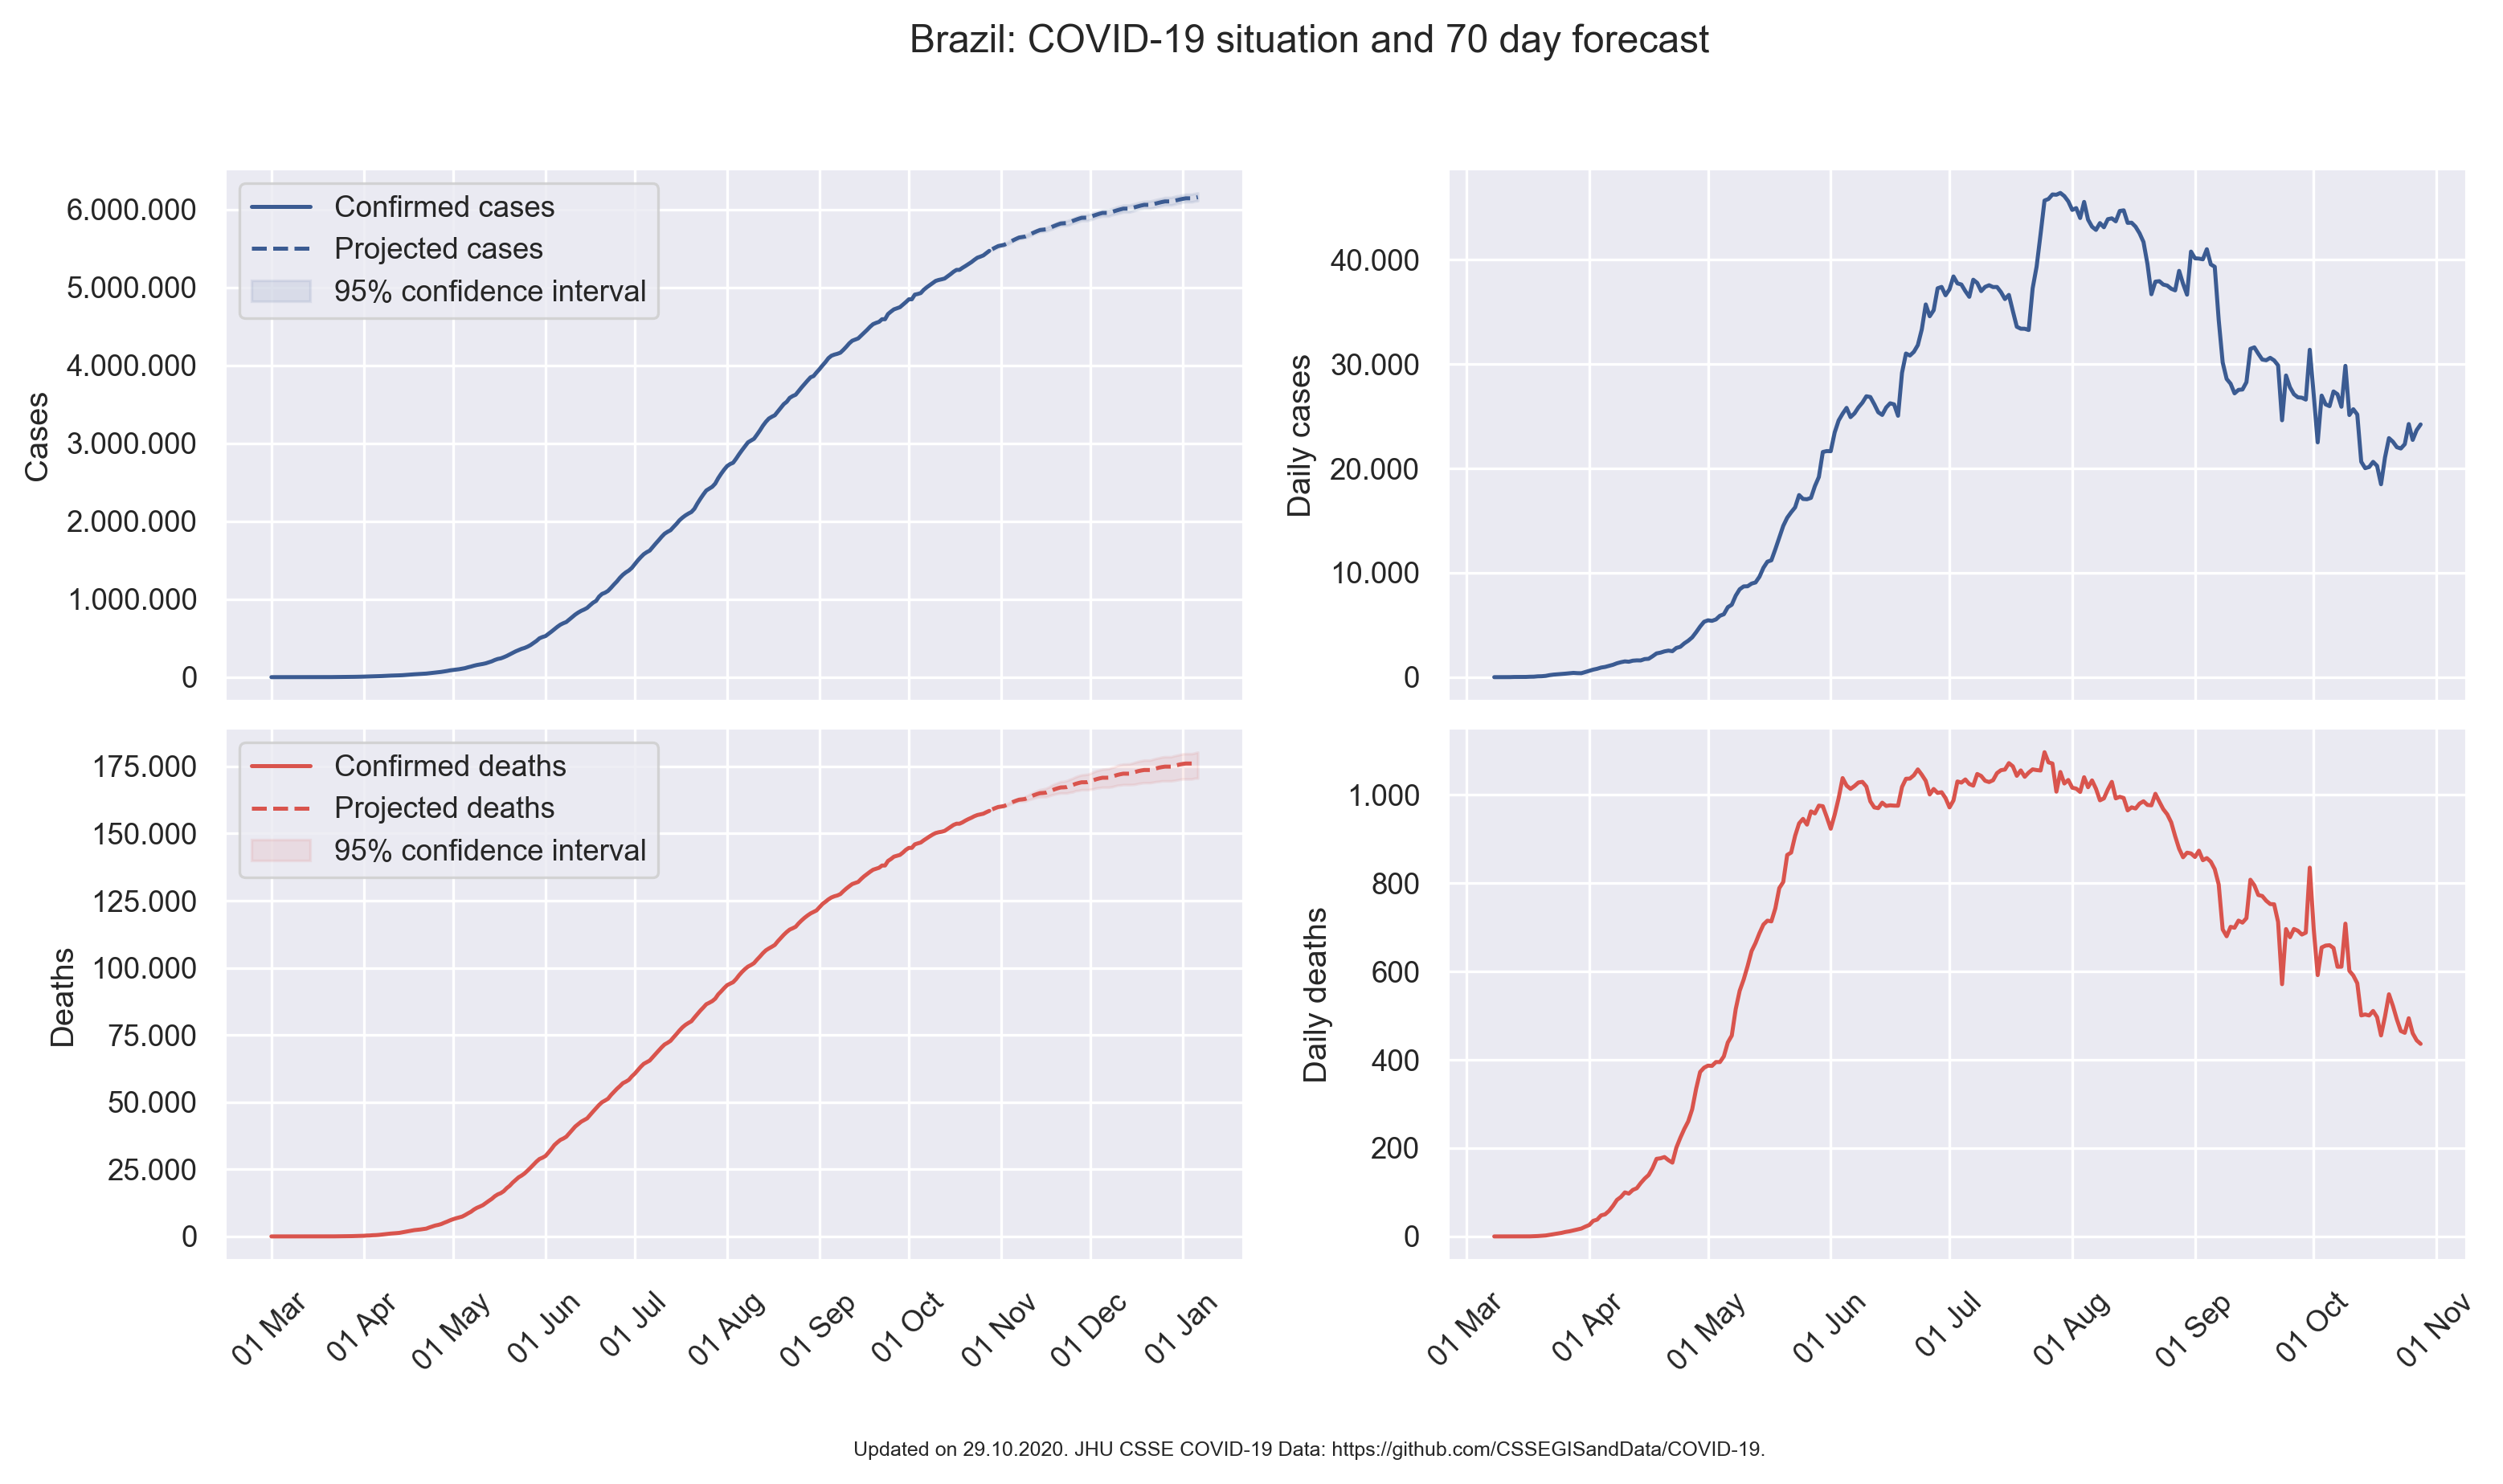 Brazil: COVID-19 situation and 70 day forecast
Confirmed cases
Projected cases
95% confidence interval
6.000.000
5.000.000
4.000.000
3.000.000
2.000.000
1.000.000
0
Cases
40.000
30.000
20.000
10.000
0
Daily cases
Confirmed deaths
Projected deaths
95% confidence interval
175.000
150.000
125.000
100.000
75.000
50.000
25.000
0
Deaths
01 Mar
01 Apr
01 May
01 Jun
01 Jul
01 Aug
01 Sep
01 Oct
01 Nov
01 Dec
01 Jan
1.000
800
600
400
200
0
Daily deaths
01 Mar
01 Apr
01 May
01 Jun
01 Jul
01 Aug
01 Sep
01 Oct
01 Nov
Updated on 29.10.2020. JHU CSSE COVID-19 Data: https://github.com/CSSEGISandData/COVID-19.